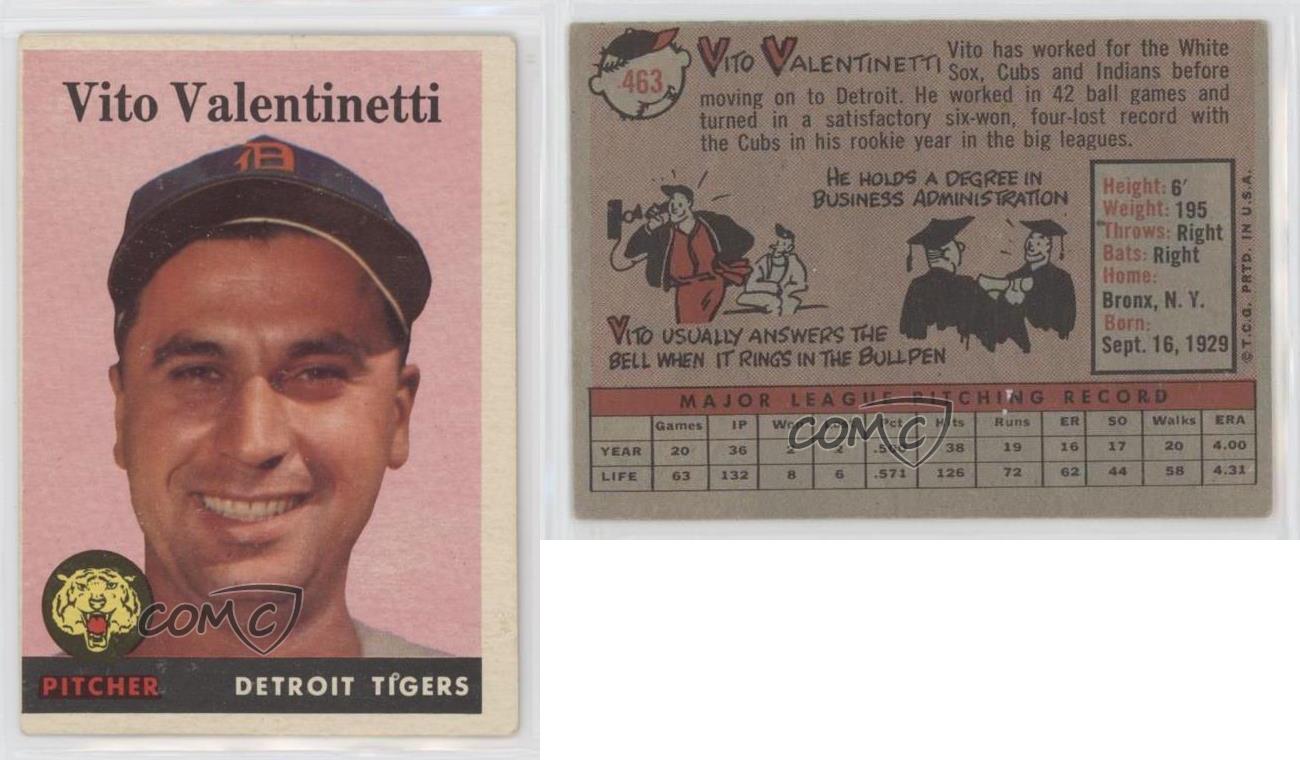 Vito Valentinetti
D
COMC
PITCHER
DETROIT TIGERS
463
VITO VALENTINETTI
Vito has worked for the White
Sox, Cubs and Indians before
moving on to Detroit. He worked in 42 ball games and
turned in a satisfactory six-won, four-lost record with
the Cubs in his rookie year in the big leagues.
HE HOLDS A DEGREE IN
BUSINESS ADMINISTRATION
VITO USUALLY ANSWERS THE
BELL WHEN IT RINGS IN THE BULLPEN
Height: 6'
Weight: 195
Throws: Right
Bats: Right
Home:
Bronx, N. Y.
Born:
Sept. 16, 1929
© T.C.G. PRTD. IN U.S.A.
MAJOR LEAGUE PITCHING RECORD
Games IP Pct Hits Runs ER SO Walks ERA
YEAR 20 36 2 2 38 19 16 17 20 4.00
LIFE 63 132 8 6 .571 126 72 62 44 58 4.31
COMC